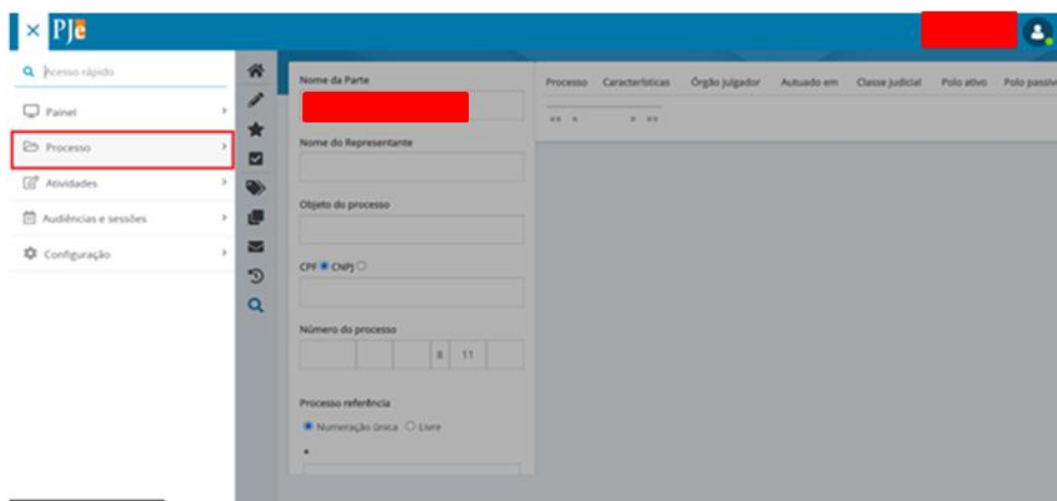 × PJe
Acesso rápido
Painel
Processo
Atividades
Audiências e sessões
Configuração
Nome da Parte
Nome do Representante
Objeto do processo
CPF CNPJ
Número do processo
8 11
Processo referência
Numeração única Livre
Processo Características Órgão julgador Autuado em Classe judicial Polo ativo Polo passivo
«« « » »»